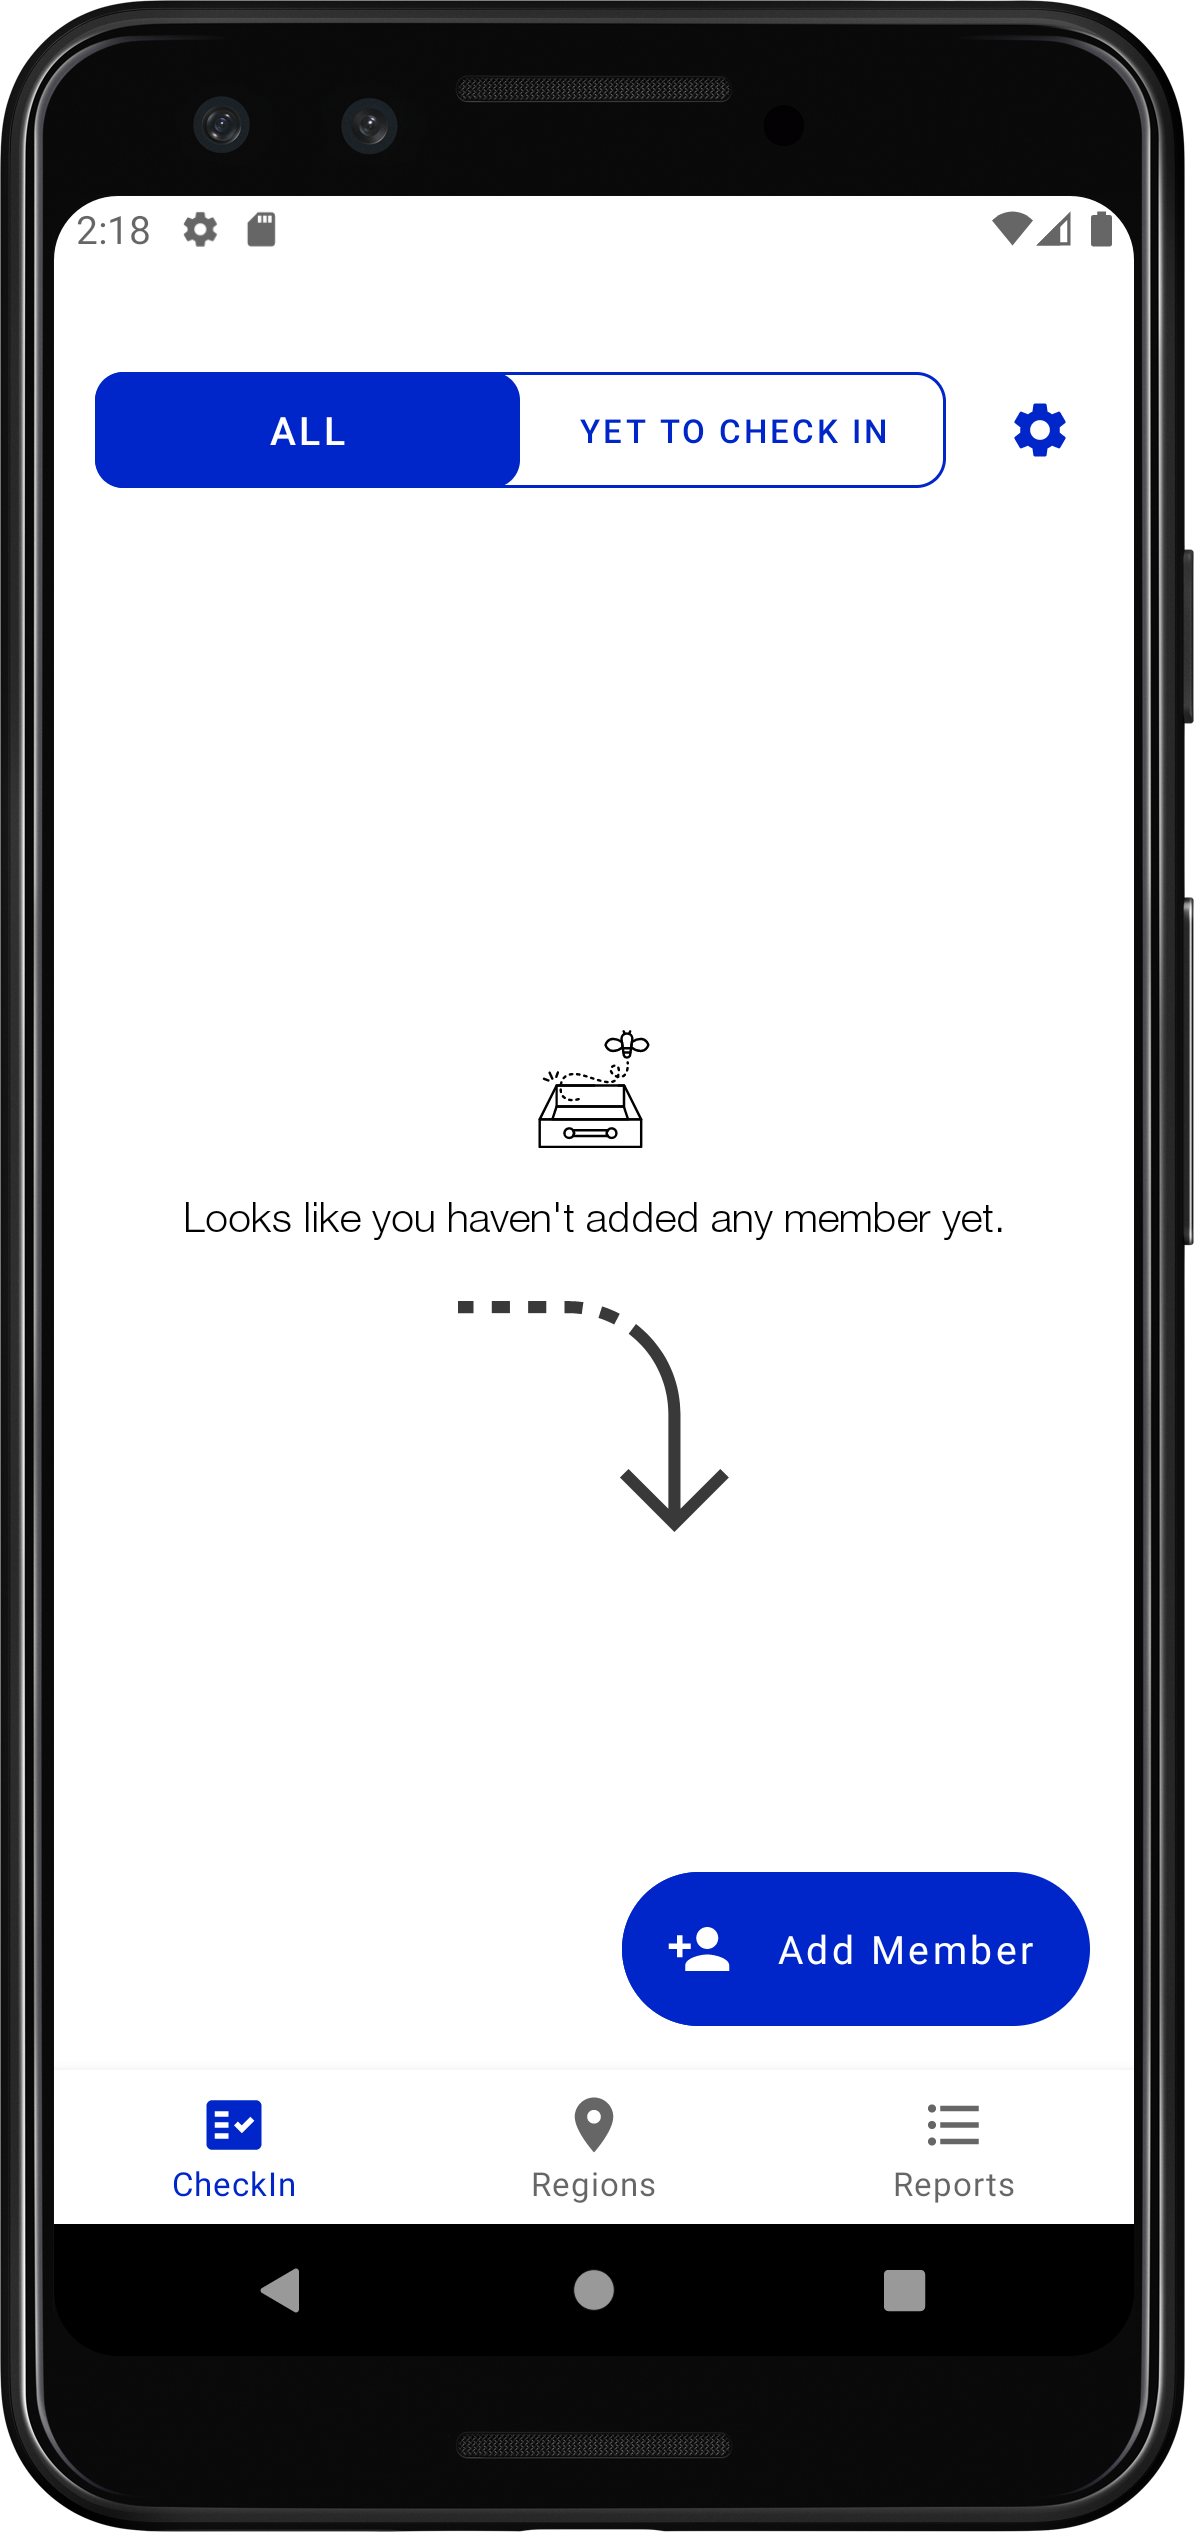 2:18
ALL
YET TO CHECK IN
Looks like you haven't added any member yet.
Add Member
CheckIn
Regions
Reports